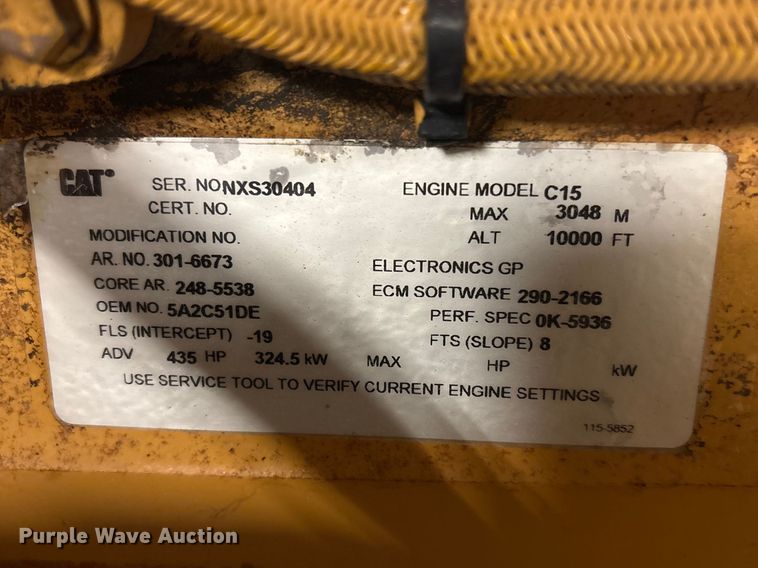 CAT SER. NO NXS30404 ENGINE MODEL C15
CERT. NO. MAX 3048 M
MODIFICATION NO. ALT 10000 FT
AR. NO. 301-6673 ELECTRONICS GP
CORE AR. 248-5538 ECM SOFTWARE 290-2166
OEM NO. 5A2C51DE PERF. SPEC 0K-5936
FLS (INTERCEPT) -19 FTS (SLOPE) 8
ADV 435 HP 324.5 kW MAX HP kW
USE SERVICE TOOL TO VERIFY CURRENT ENGINE SETTINGS
115-5852
Purple Wave Auction